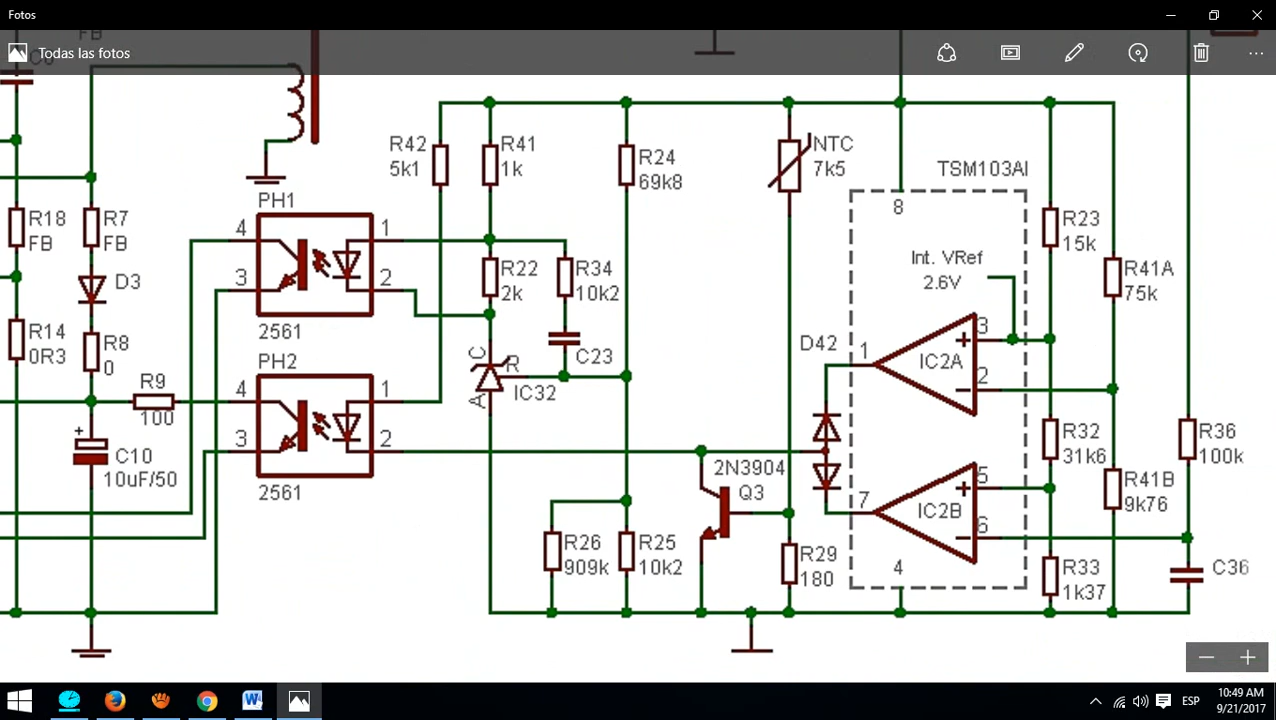 Fotos
Todas las fotos
FB
R42
5k1
R41
1k
R24
69k8
NTC
7k5
TSM103AI
8
PH1
4
1
3
2
2561
R18
FB
R7
FB
D3
R14
0R3
R8
0
R22
2k
R34
10k2
C23
C
R
A
IC32
Int. VRef
2.6V
R23
15k
R41A
75k
D42
1
IC2A
+
3
-
2
PH2
4
1
3
2
2561
R9
100
+
C10
10uF/50
2N3904
Q3
R32
31k6
R36
100k
R41B
9k76
7
IC2B
+
5
-
6
R26
909k
R25
10k2
R29
180
4
R33
1k37
C36
ESP
10:49 AM
9/21/2017